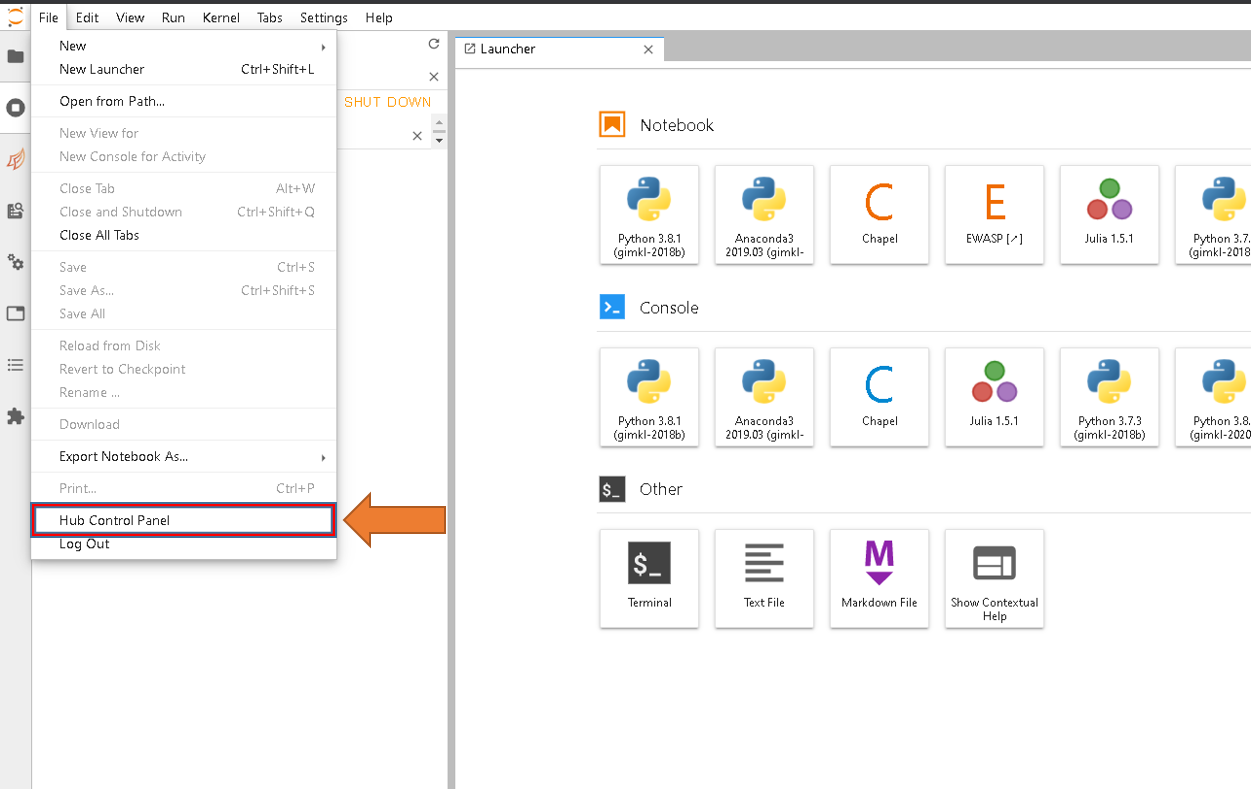 File Edit View Run Kernel Tabs Settings Help
New
New Launcher Ctrl+Shift+L
Open from Path...
New View for
New Console for Activity
Close Tab Alt+W
Close and Shutdown Ctrl+Shift+Q
Close All Tabs
Save Ctrl+S
Save As... Ctrl+Shift+S
Save All
Reload from Disk
Revert to Checkpoint
Rename ...
Download
Export Notebook As...
Print... Ctrl+P
Hub Control Panel
Log Out
SHUT DOWN
Launcher
Notebook
Python 3.8.1
(gimkl-2018b)
Anaconda3
2019.03 (gimkl-
C
Chapel
E
EWASP [↗]
Julia 1.5.1
Python 3.7.
(gimkl-2018
Console
Python 3.8.1
(gimkl-2018b)
Anaconda3
2019.03 (gimkl-
C
Chapel
Julia 1.5.1
Python 3.7.3
(gimkl-2018b)
Python 3.8.
(gimkl-2020
$_ Other
$_
Terminal
Text File
M
Markdown File
Show Contextual
Help